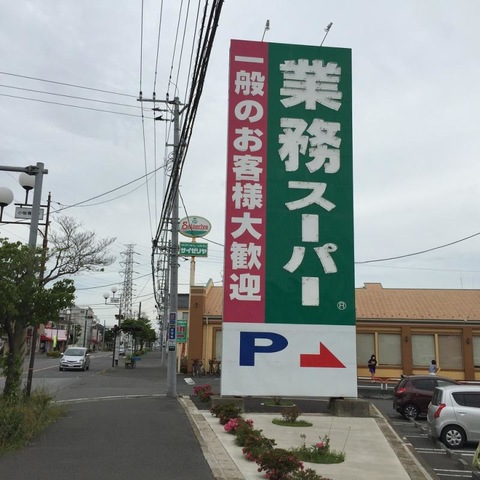 業務スーパー
一般のお客様大歓迎
®
P
Saizeriya
サイゼリヤ